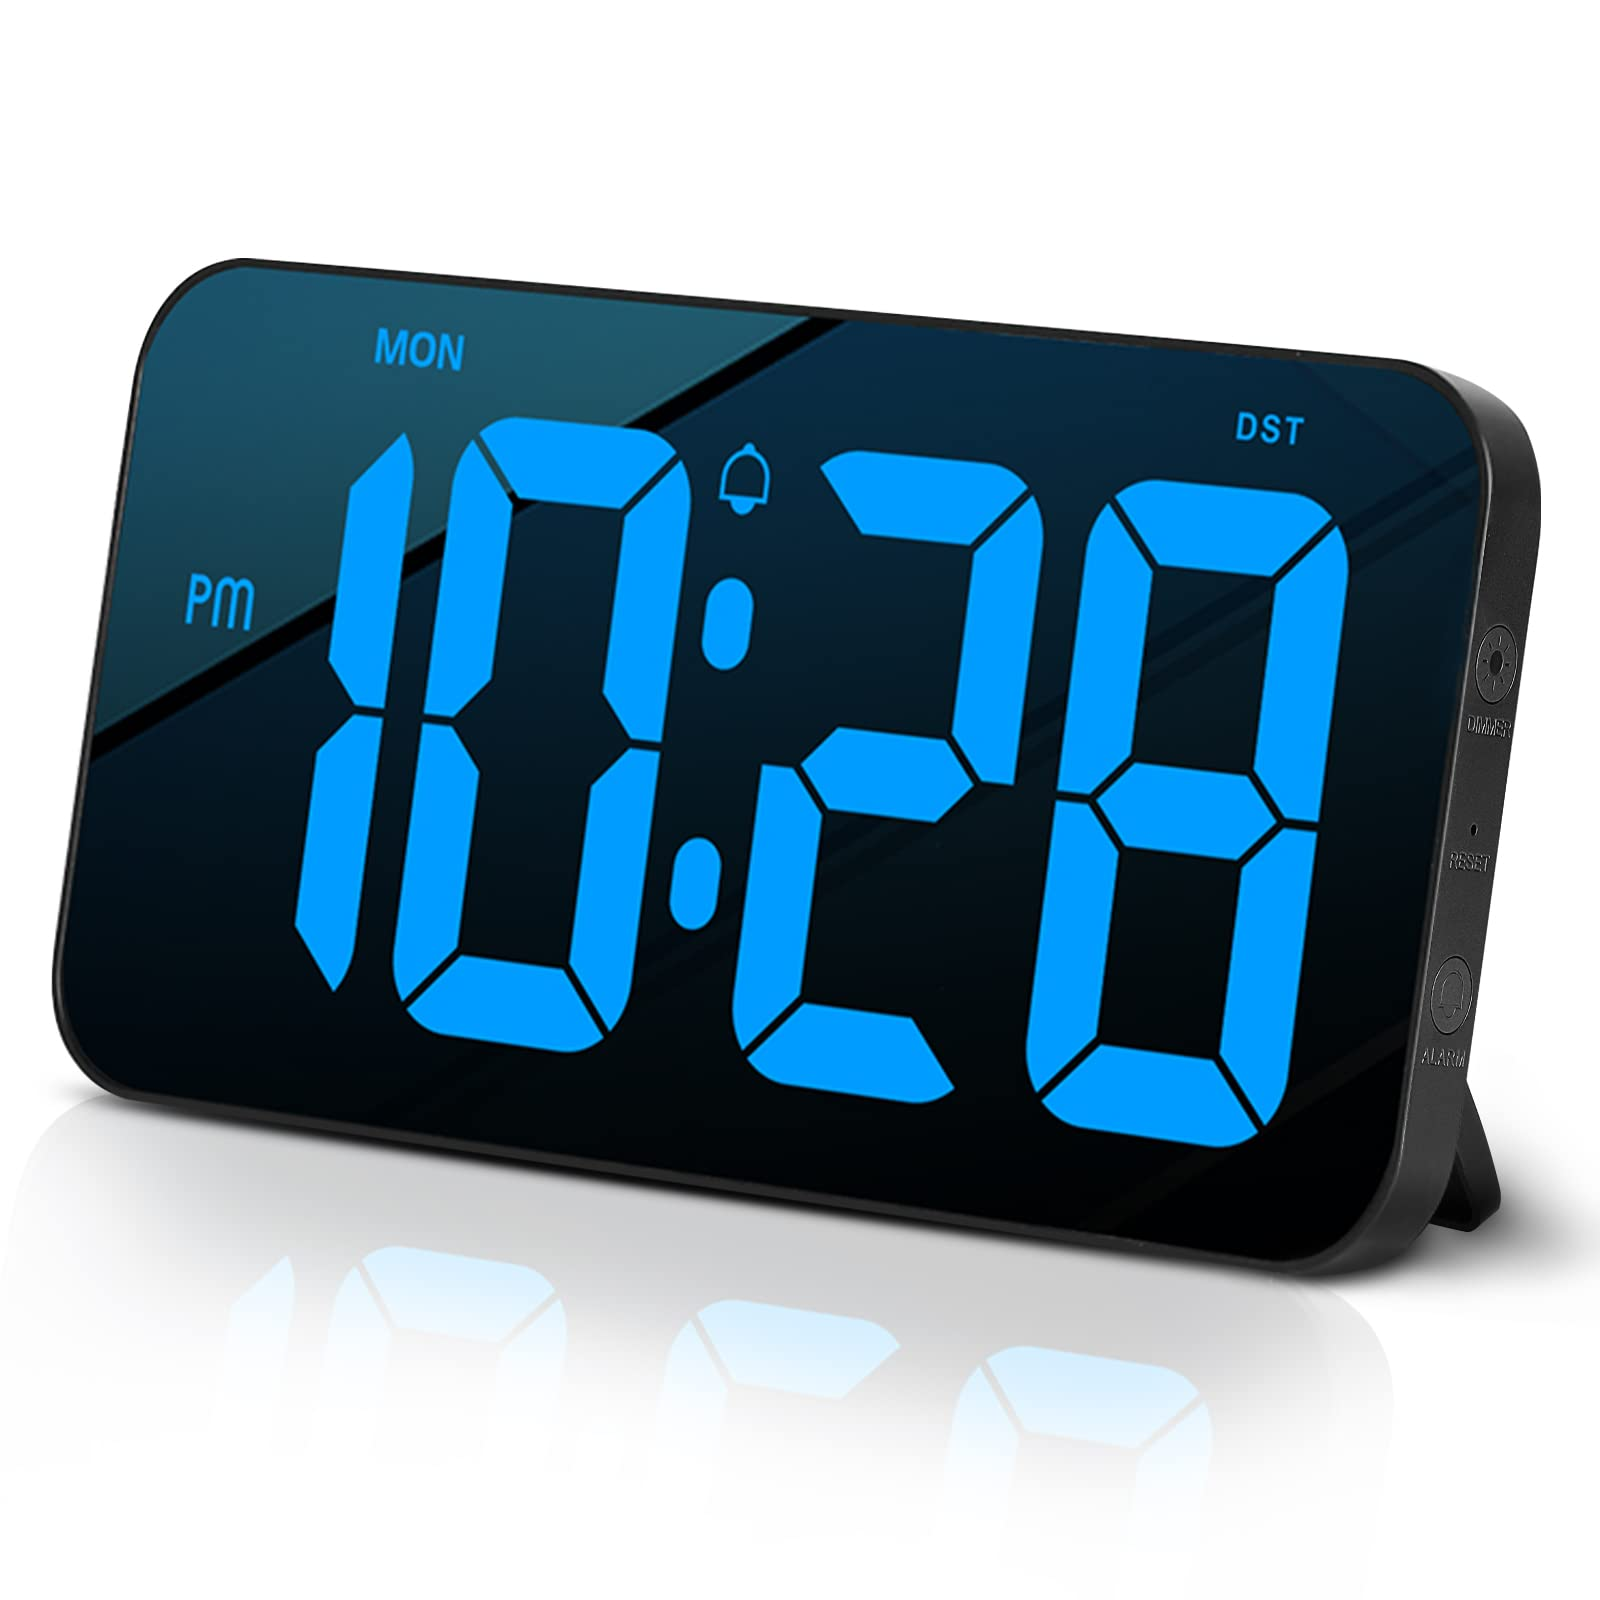 MON
DST
PM
10:28
DIMMER
RESET
ALARM